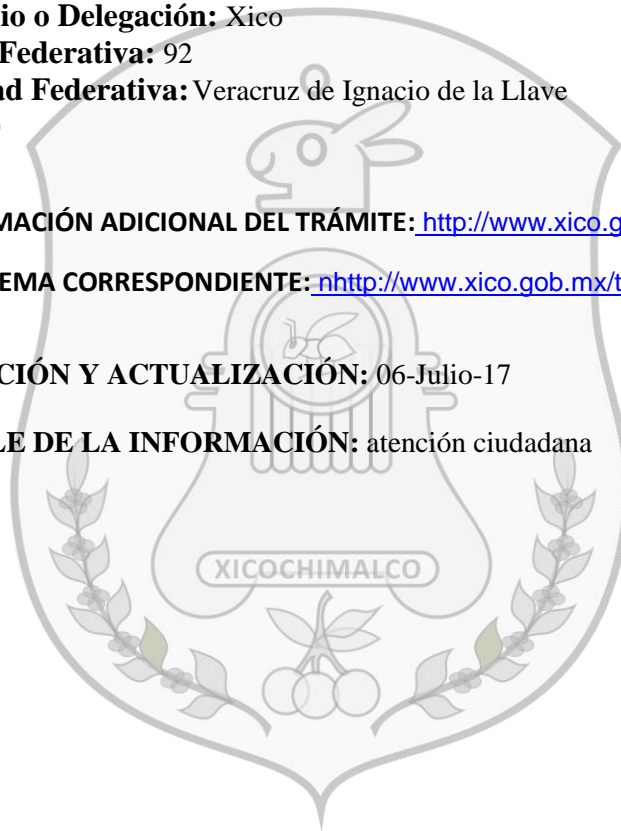 io o Delegación: Xico
Federativa: 92
ad Federativa: Veracruz de Ignacio de la Llave
MACIÓN ADICIONAL DEL TRÁMITE: http://www.xico.g
EMA CORRESPONDIENTE: nhttp://www.xico.gob.mx/t
CIÓN Y ACTUALIZACIÓN: 06-Julio-17
LE DE LA INFORMACIÓN: atención ciudadana
XICOCHIMALCO